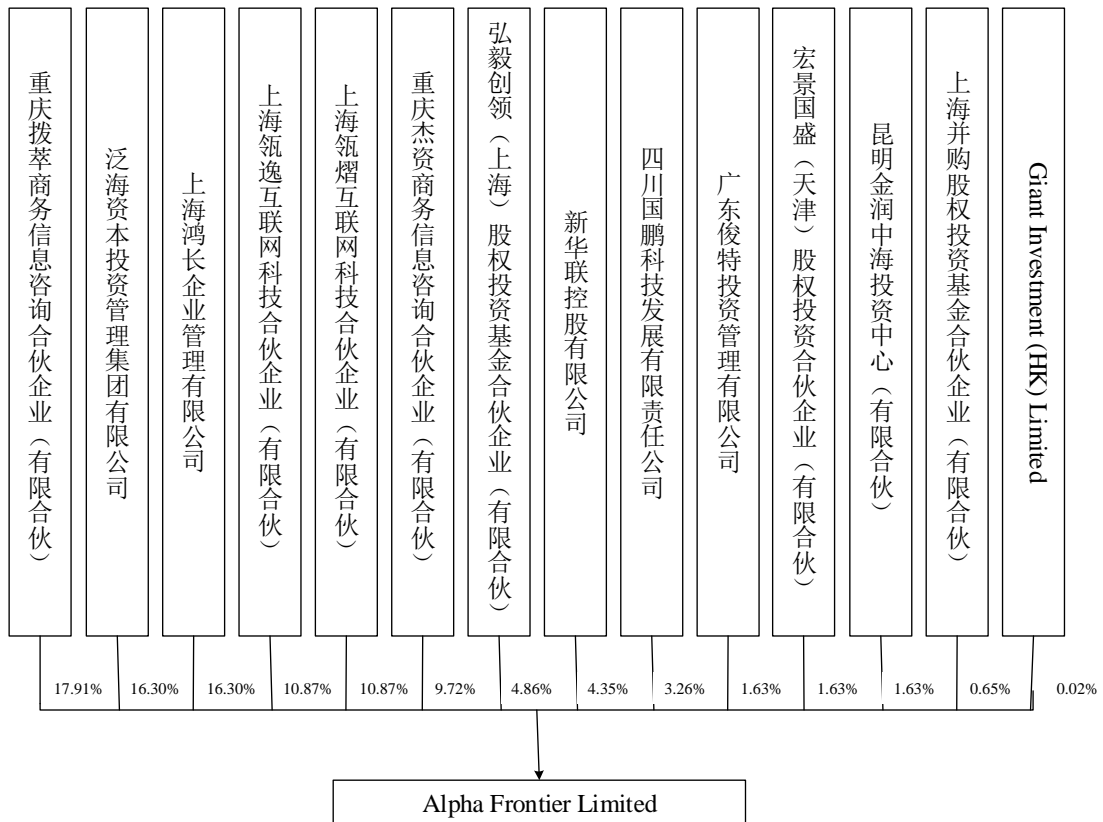 重庆拨萃商务信息咨询合伙企业（有限合伙）
泛海资本投资管理集团有限公司
上海鸿长企业管理有限公司
上海瓴逸互联网科技合伙企业（有限合伙）
上海瓴熠互联网科技合伙企业（有限合伙）
重庆杰资商务信息咨询合伙企业（有限合伙）
弘毅创领（上海）股权投资基金合伙企业（有限合伙）
新华联控股有限公司
四川国鹏科技发展有限责任公司
广东俊特投资管理有限公司
宏景国盛（天津）股权投资合伙企业（有限合伙）
昆明金润中海投资中心（有限合伙）
上海并购股权投资基金合伙企业（有限合伙）
Giant Investment (HK) Limited
17.91%
16.30%
16.30%
10.87%
10.87%
9.72%
4.86%
4.35%
3.26%
1.63%
1.63%
1.63%
0.65%
0.02%
Alpha Frontier Limited